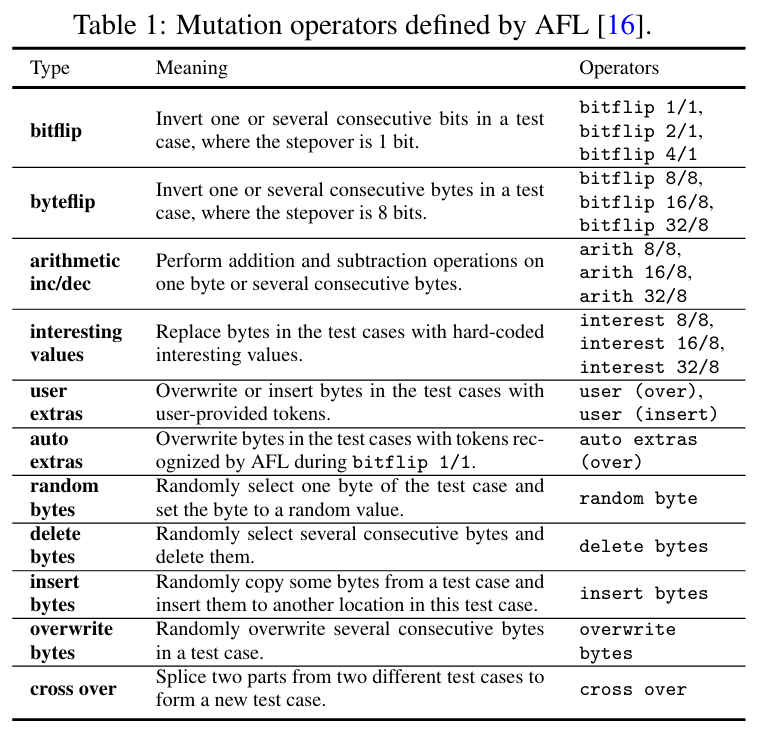 Table 1: Mutation operators defined by AFL [16].
Type Meaning Operators
bitflip Invert one or several consecutive bits in a test case, where the stepover is 1 bit. bitflip 1/1, bitflip 2/1, bitflip 4/1
byteflip Invert one or several consecutive bytes in a test case, where the stepover is 8 bits. bitflip 8/8, bitflip 16/8, bitflip 32/8
arithmetic inc/dec Perform addition and subtraction operations on one byte or several consecutive bytes. arith 8/8, arith 16/8, arith 32/8
interesting values Replace bytes in the test cases with hard-coded interesting values. interest 8/8, interest 16/8, interest 32/8
user extras Overwrite or insert bytes in the test cases with user-provided tokens. user (over), user (insert)
auto extras Overwrite bytes in the test cases with tokens rec-ognized by AFL during bitflip 1/1. auto extras (over)
random bytes Randomly select one byte of the test case and set the byte to a random value. random byte
delete bytes Randomly select several consecutive bytes and delete them. delete bytes
insert bytes Randomly copy some bytes from a test case and insert them to another location in this test case. insert bytes
overwrite bytes Randomly overwrite several consecutive bytes in a test case. overwrite bytes
cross over Splice two parts from two different test cases to form a new test case. cross over